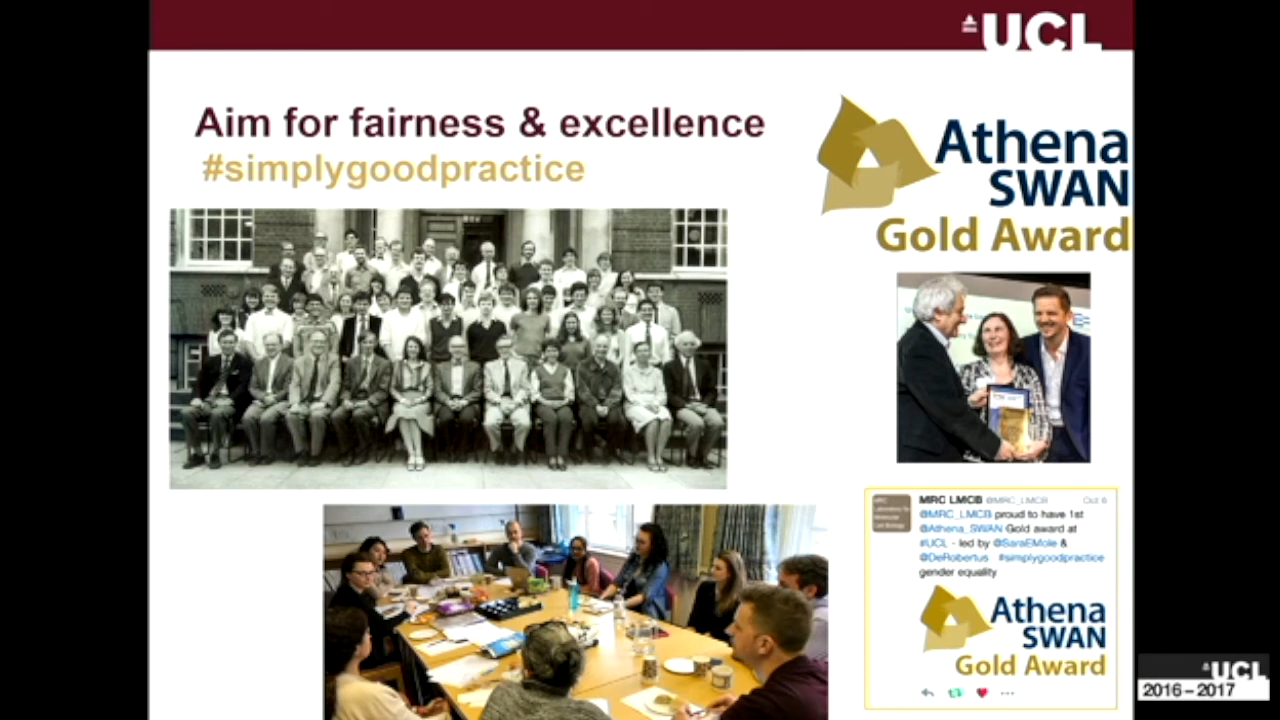 UCL
Aim for fairness & excellence
#simplygoodpractice
Athena
SWAN
Gold Award
MRC LMCB @MRC_LMCB Oct 6
@MRC_LMCB proud to have 1st
@Athena_SWAN Gold award at
#UCL - led by @SaraEMole &
@DeRobertus #simplygoodpractice
gender equality
Athena
SWAN
Gold Award
UCL
2016 – 2017